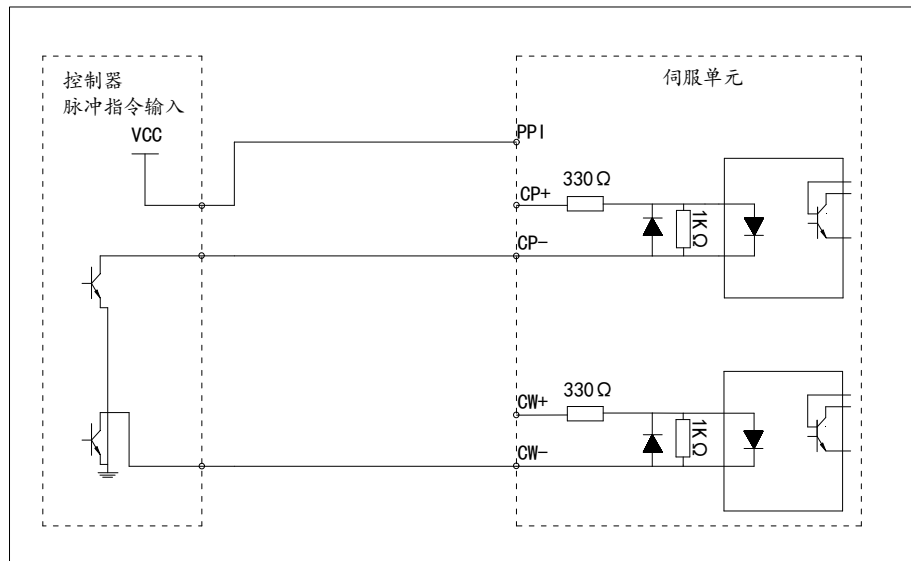 控制器
脉冲指令输入
VCC
伺服单元
PPI
CP+
330Ω
1KΩ
CP-
CW+
330Ω
1KΩ
CW-